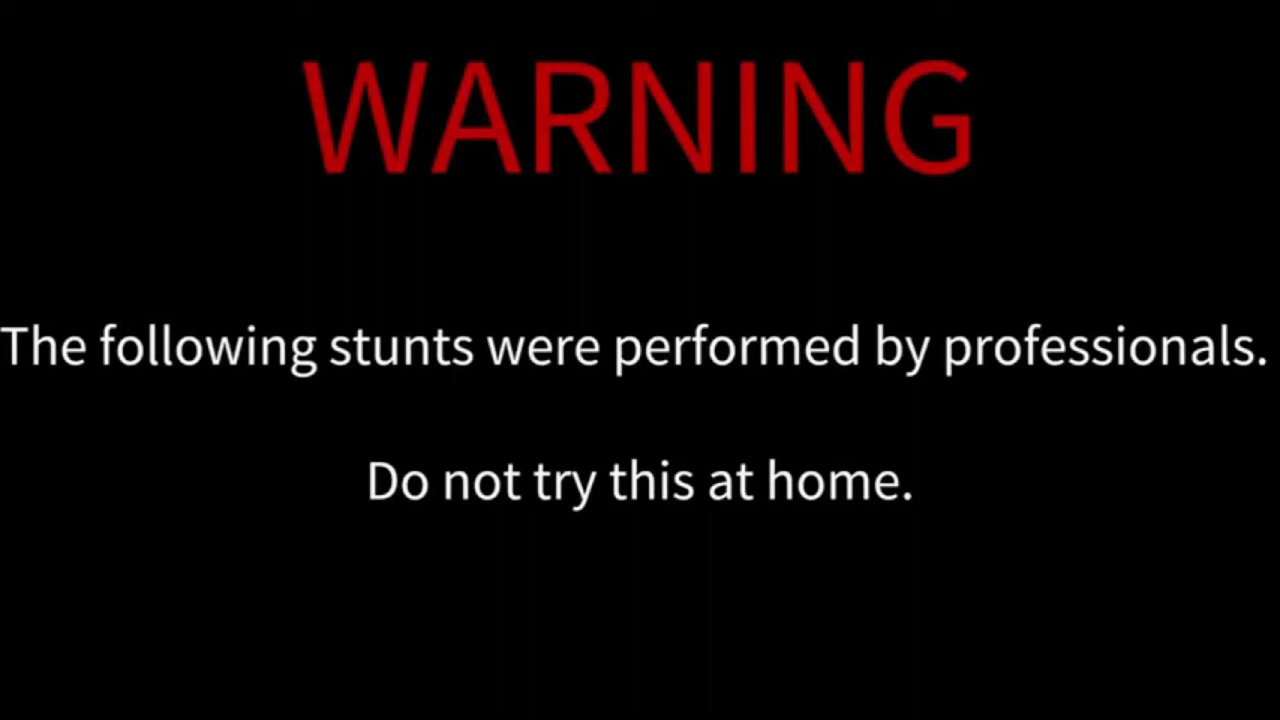 WARNING
The following stunts were performed by professionals.
Do not try this at home.